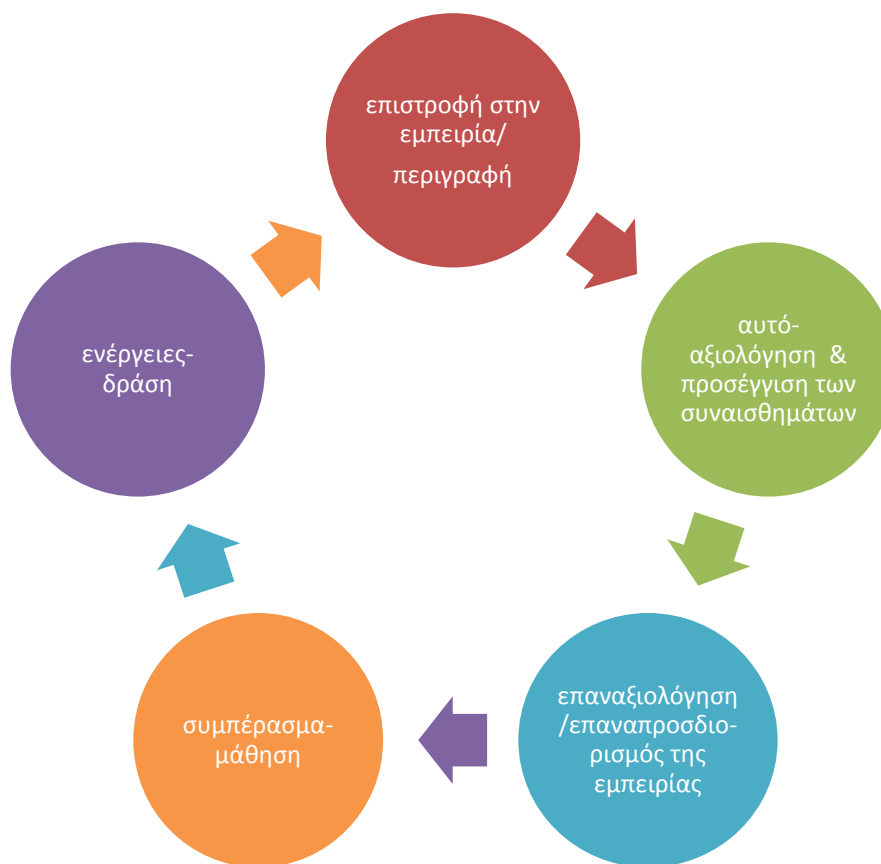 επιστροφή στην
εμπειρία/
περιγραφή
αυτό-
αξιολόγηση &
προσέγγιση των
συναισθημάτων
επαναξιολόγηση
/επαναπροσδιο-
ρισμός της
εμπειρίας
συμπέρασμα-
μάθηση
ενέργειες-
δράση